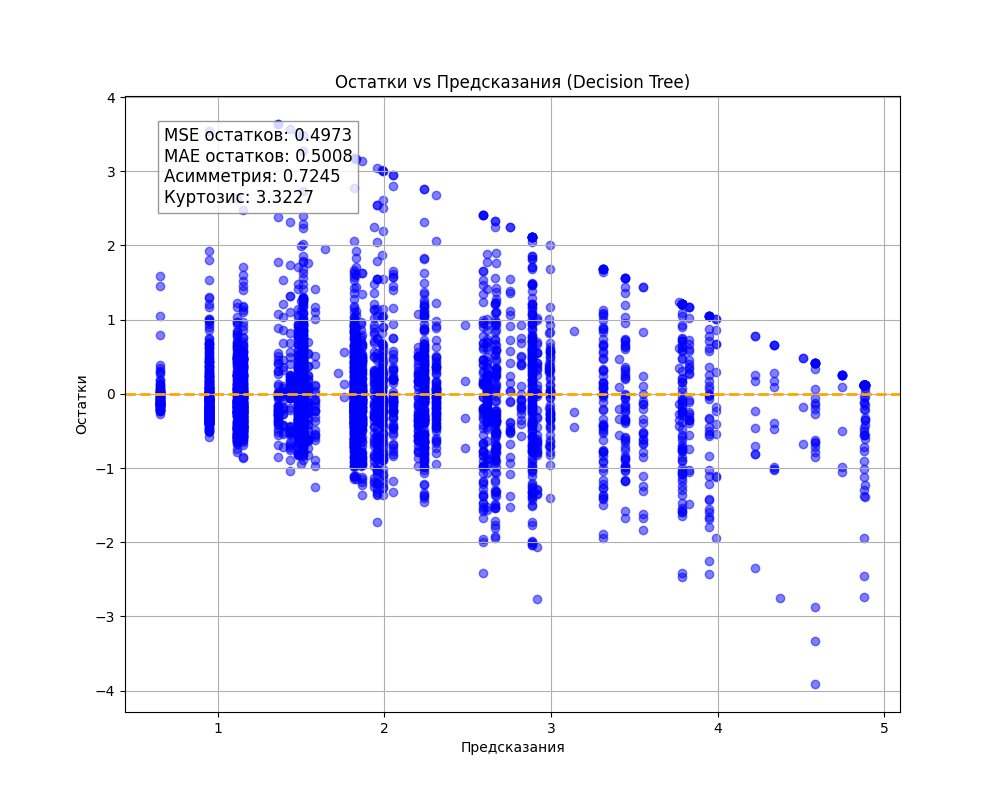 Остатки vs Предсказания (Decision Tree)
MSE остатков: 0.4973
MAE остатков: 0.5008
Асимметрия: 0.7245
Куртозис: 3.3227
Остатки
4
3
2
1
0
−1
−2
−3
−4
1 2 3 4 5
Предсказания